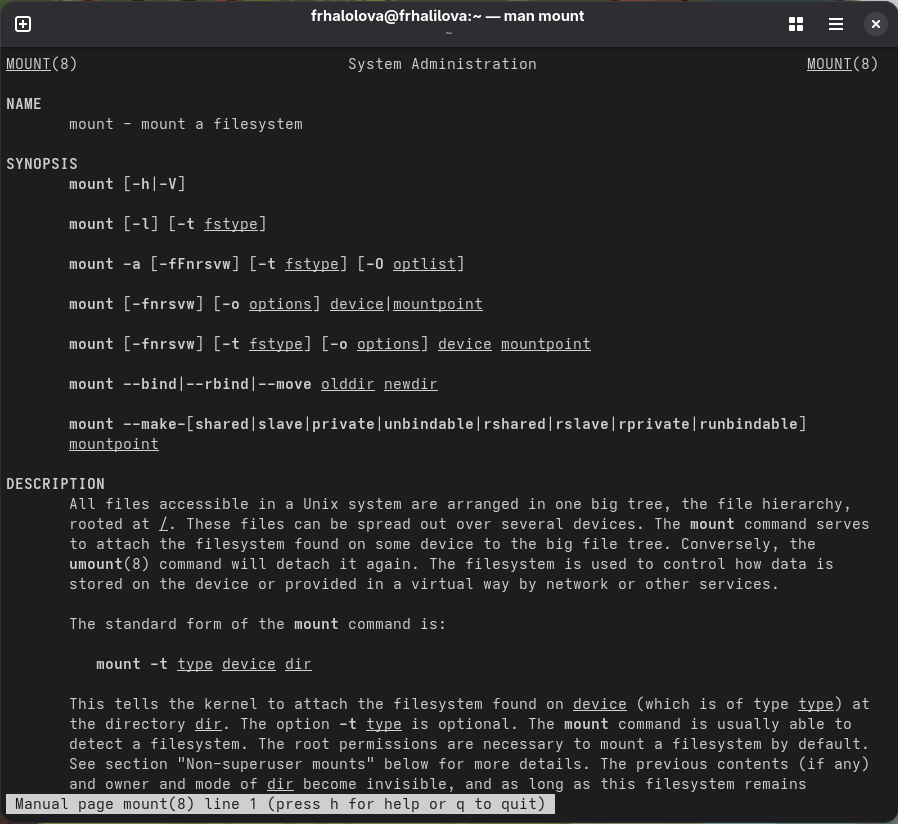 frhalolova@frhalilova:~ — man mount
~
MOUNT(8) System Administration MOUNT(8)
NAME
mount - mount a filesystem
SYNOPSIS
mount [-h|-V]
mount [-l] [-t fstype]
mount -a [-fFnrsvw] [-t fstype] [-O optlist]
mount [-fnrsvw] [-o options] device|mountpoint
mount [-fnrsvw] [-t fstype] [-o options] device mountpoint
mount --bind|--rbind|--move olddir newdir
mount --make-[shared|slave|private|unbindable|rshared|rslave|rprivate|runbindable]
mountpoint
DESCRIPTION
All files accessible in a Unix system are arranged in one big tree, the file hierarchy,
rooted at /. These files can be spread out over several devices. The mount command serves
to attach the filesystem found on some device to the big file tree. Conversely, the
umount(8) command will detach it again. The filesystem is used to control how data is
stored on the device or provided in a virtual way by network or other services.
The standard form of the mount command is:
mount -t type device dir
This tells the kernel to attach the filesystem found on device (which is of type type) at
the directory dir. The option -t type is optional. The mount command is usually able to
detect a filesystem. The root permissions are necessary to mount a filesystem by default.
See section "Non-superuser mounts" below for more details. The previous contents (if any)
and owner and mode of dir become invisible, and as long as this filesystem remains
Manual page mount(8) line 1 (press h for help or q to quit)